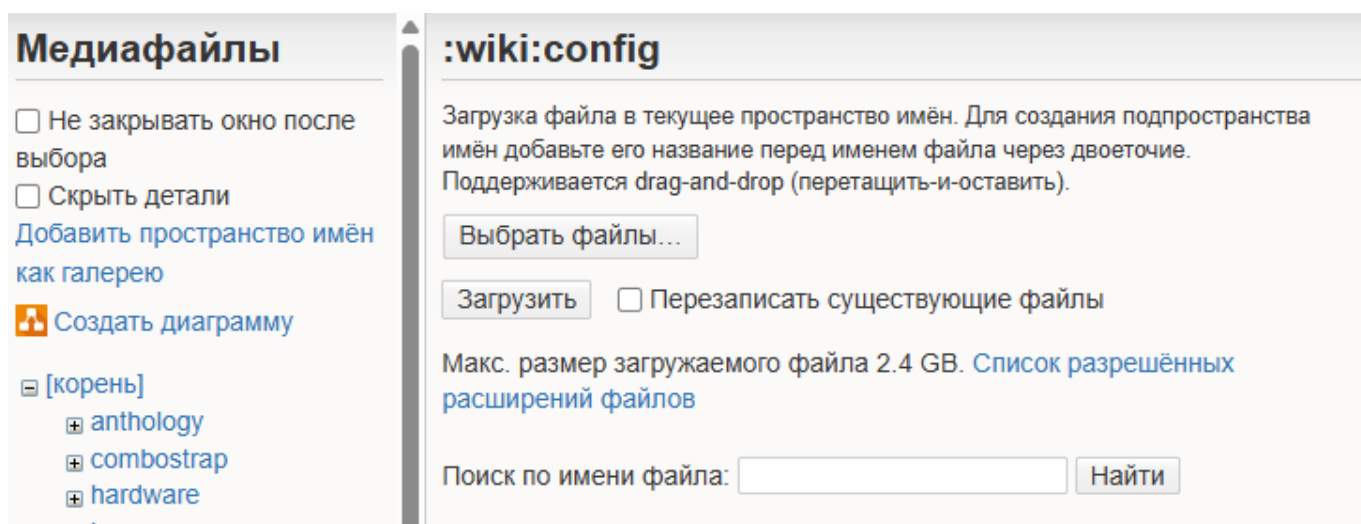 Медиафайлы
Не закрывать окно после
выбора
Скрыть детали
Добавить пространство имён
как галерею
Создать диаграмму
[корень]
anthology
combostrap
hardware
:wiki:config
Загрузка файла в текущее пространство имён. Для создания подпространства
имён добавьте его название перед именем файла через двоеточие.
Поддерживается drag-and-drop (перетащить-и-оставить).
Выбрать файлы...
Загрузить Перезаписать существующие файлы
Макс. размер загружаемого файла 2.4 GB. Список разрешённых
расширений файлов
Поиск по имени файла: Найти